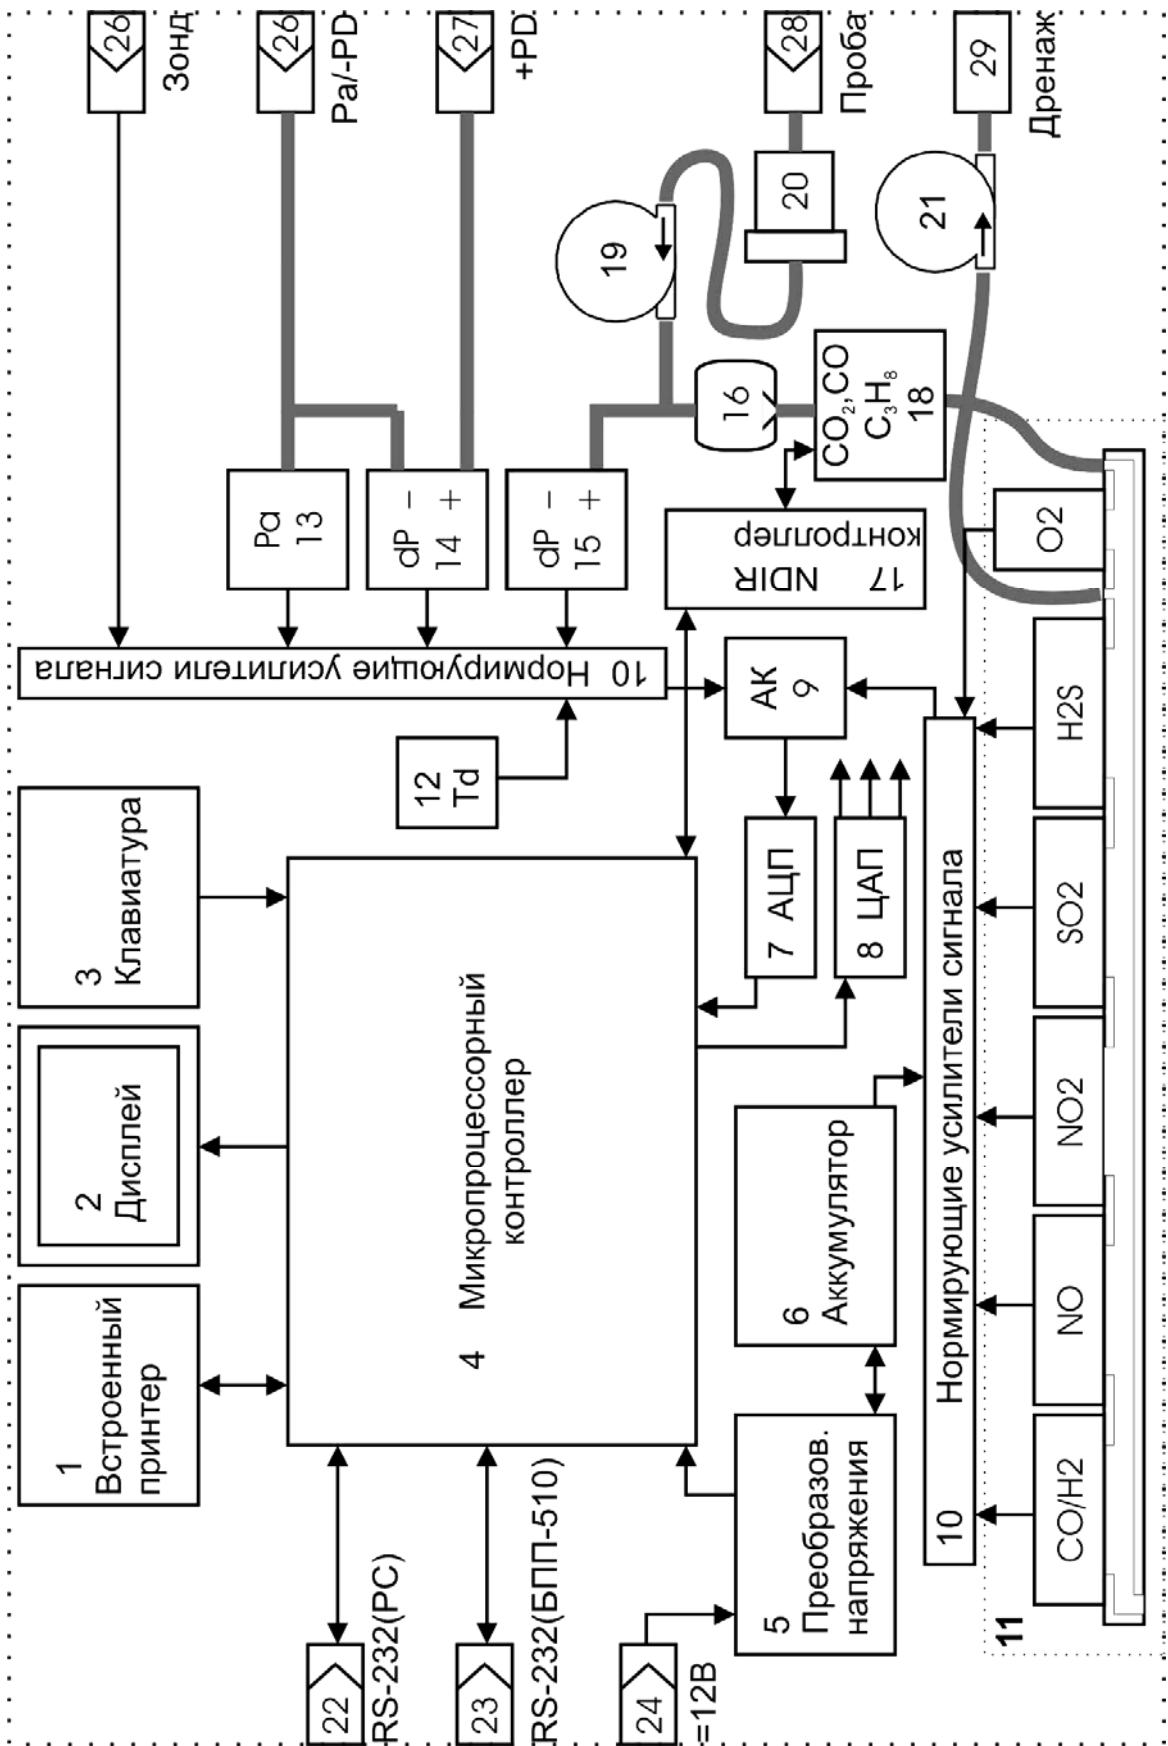 1
Встроенный
принтер
2
Дисплей
3
Клавиатура
22
RS-232(PC)
23
RS-232(БПП-510)
24
=12В
4 Микропроцессорный
контроллер
5
Преобразов.
напряжения
6
Аккумулятор
7 АЦП
8 ЦАП
АК
9
12
Td
10 Нормирующие усилители сигнала
Pa
13
dP - +
14
dP - +
15
26
Зонд
26
Pa/-PD
27
+PD
28
Проба
29
Дренаж
19
20
21
16
17 NDIR
контроллер
CO2,CO
C3H8
18
10 Нормирующие усилители сигнала
11
CO/H2
NO
NO2
SO2
H2S
O2